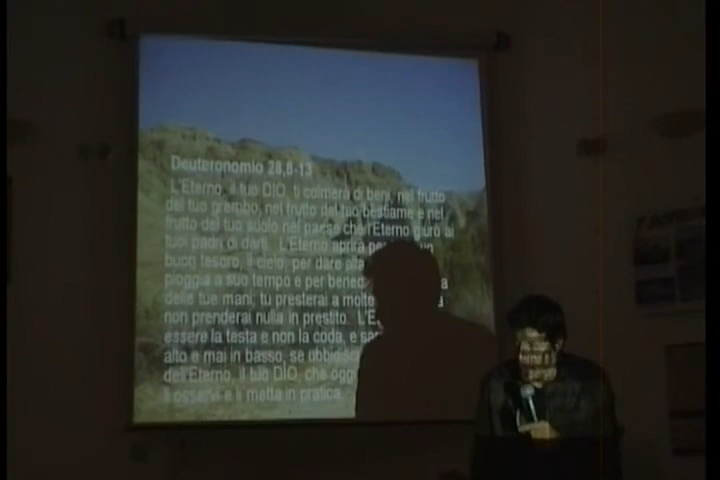 Deuteronomio 28,8-13
L'Eterno, il tuo DIO, ti colmerà di beni, nel frutto
del tuo grembo, nel frutto del tuo bestiame e nel
frutto del tuo suolo nel paese che l'Eterno giurò ai
tuoi padri di darti. L'Eterno aprirà per un
buon tesoro, il cielo, per dare alla
pioggia a suo tempo e per bened a
delle tue mani; tu presterai a molte a
non prenderai nulla in prestito. L'E
essere la testa e non la coda, e sa
alto e mai in basso, se ubbidisci
dell'Eterno, il tuo DIO, che oggi
li osservi e li metta in pratica.